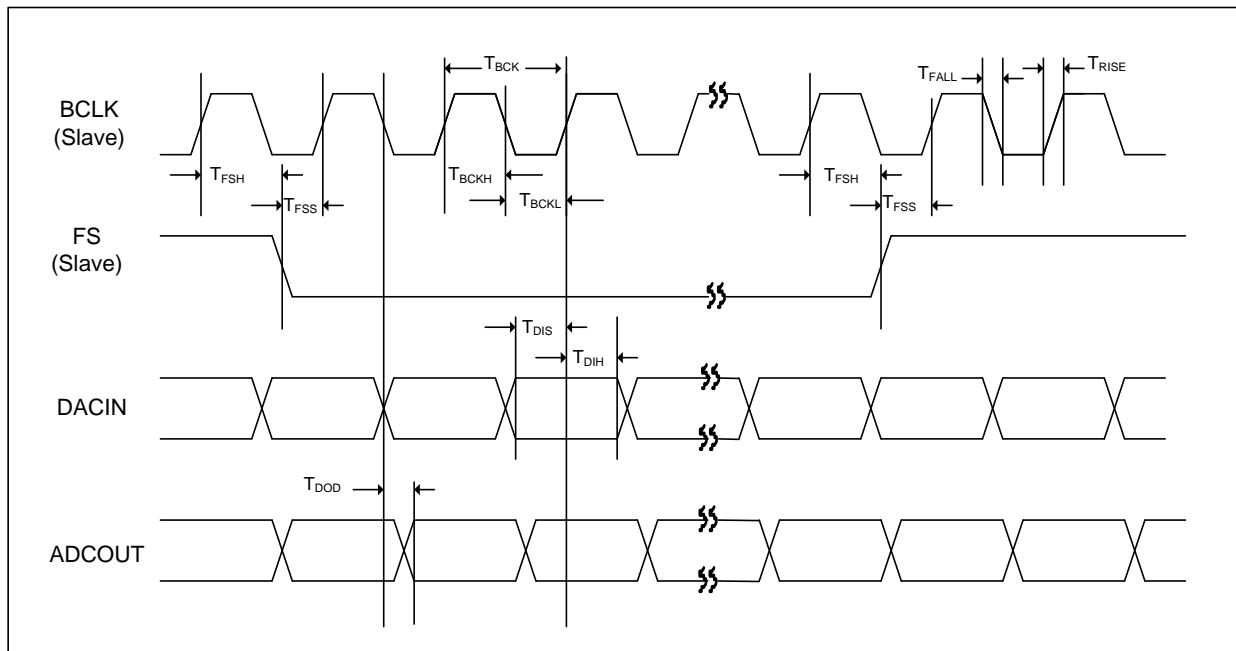 T_BCK
T_FALL
T_RISE
BCLK
(Slave)
T_FSH
T_BCKH
T_FSH
T_FSS
T_BCKL
T_FSS
FS
(Slave)
T_DIS
T_DIH
DACIN
T_DOD
ADCOUT